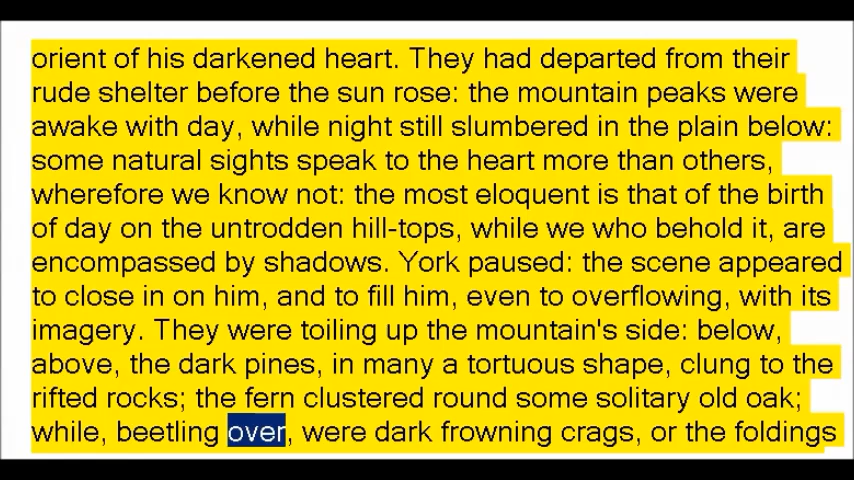 orient of his darkened heart. They had departed from their
rude shelter before the sun rose: the mountain peaks were
awake with day, while night still slumbered in the plain below:
some natural sights speak to the heart more than others,
wherefore we know not: the most eloquent is that of the birth
of day on the untrodden hill-tops, while we who behold it, are
encompassed by shadows. York paused: the scene appeared
to close in on him, and to fill him, even to overflowing, with its
imagery. They were toiling up the mountain's side: below,
above, the dark pines, in many a tortuous shape, clung to the
rifted rocks; the fern clustered round some solitary old oak;
while, beetling over, were dark frowning crags, or the foldings